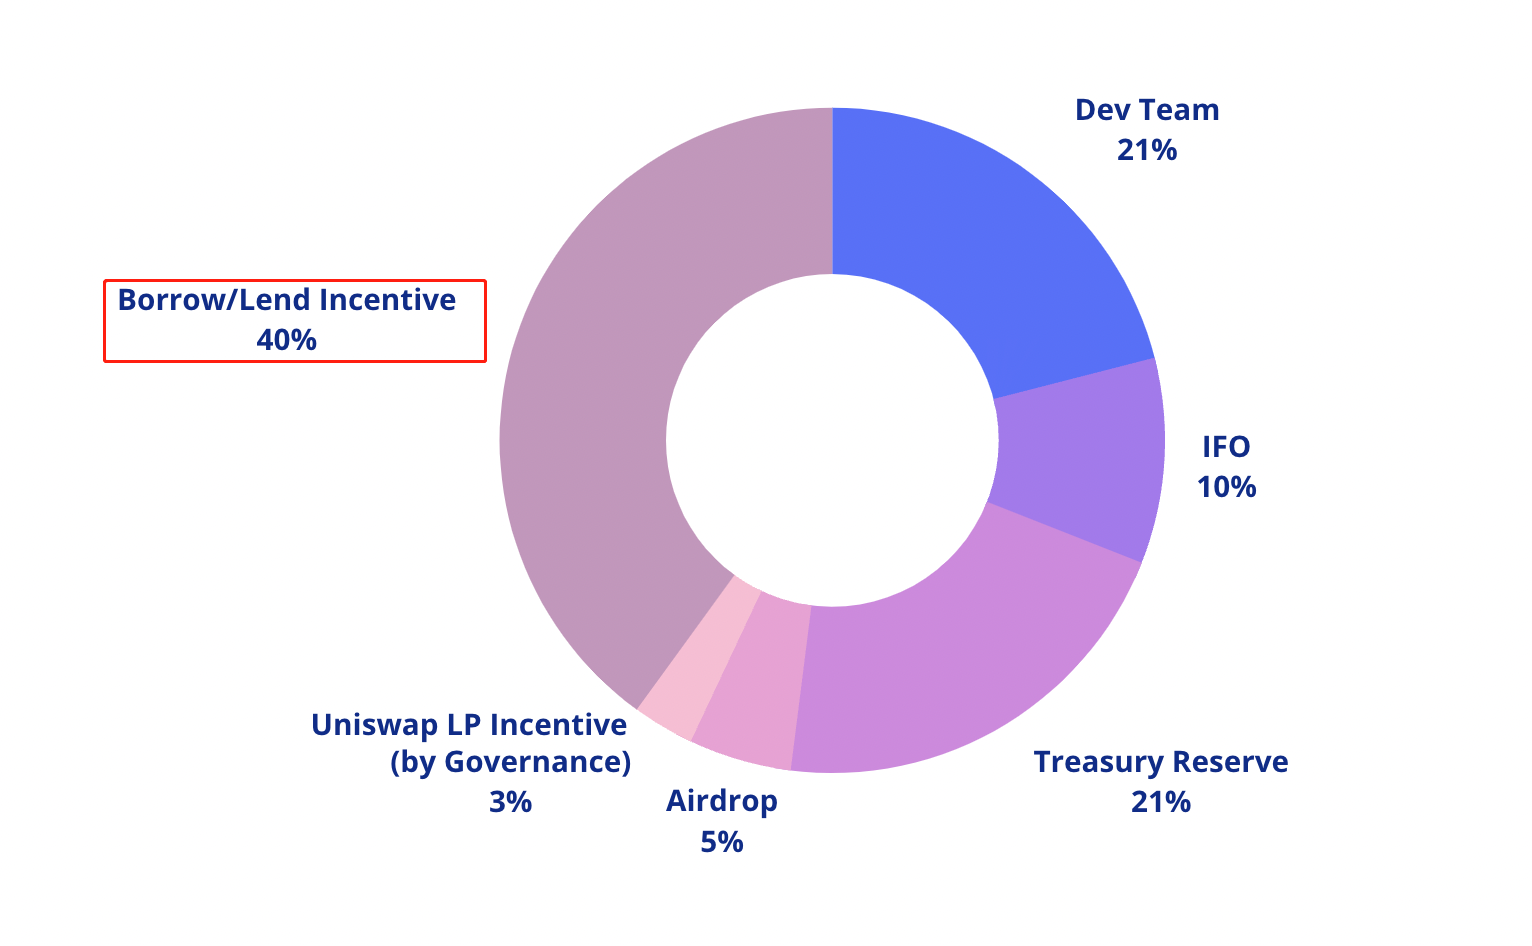 Dev Team
21%
Borrow/Lend Incentive
40%
IFO
10%
Uniswap LP Incentive
(by Governance)
3%
Airdrop
5%
Treasury Reserve
21%